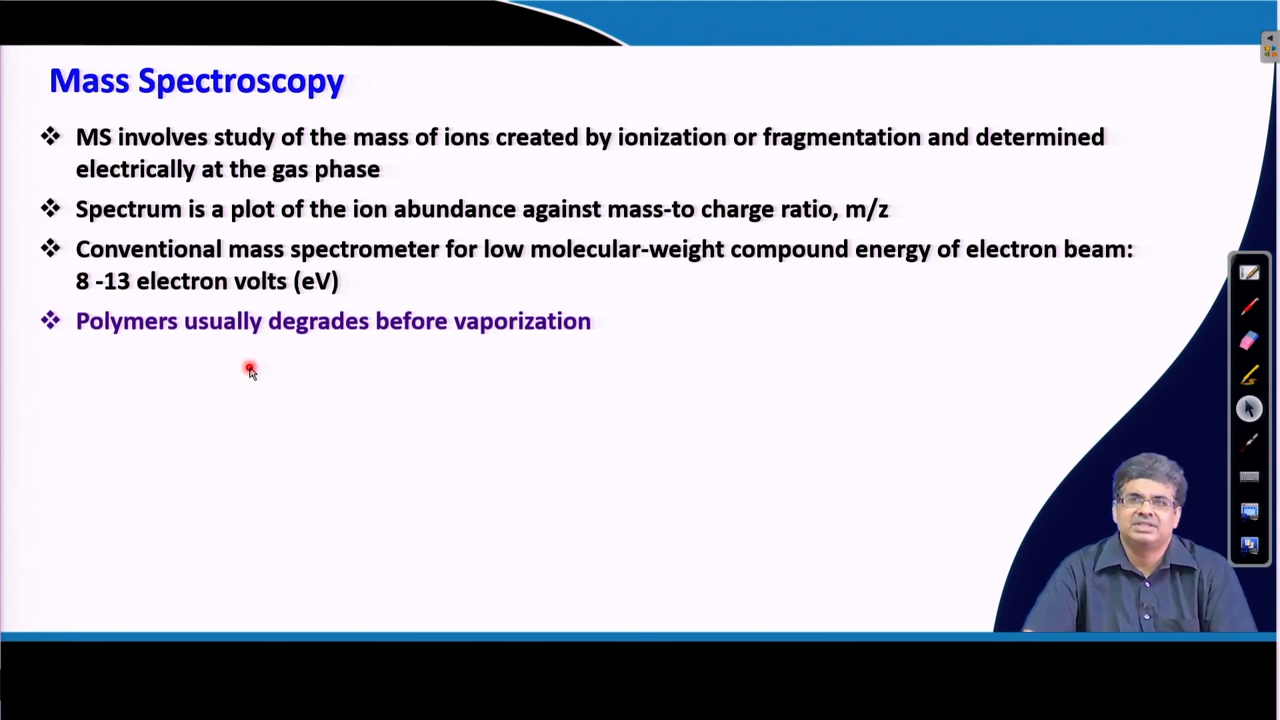 Mass Spectroscopy
❖ MS involves study of the mass of ions created by ionization or fragmentation and determined
electrically at the gas phase
❖ Spectrum is a plot of the ion abundance against mass-to charge ratio, m/z
❖ Conventional mass spectrometer for low molecular-weight compound energy of electron beam:
8 -13 electron volts (eV)
❖ Polymers usually degrades before vaporization